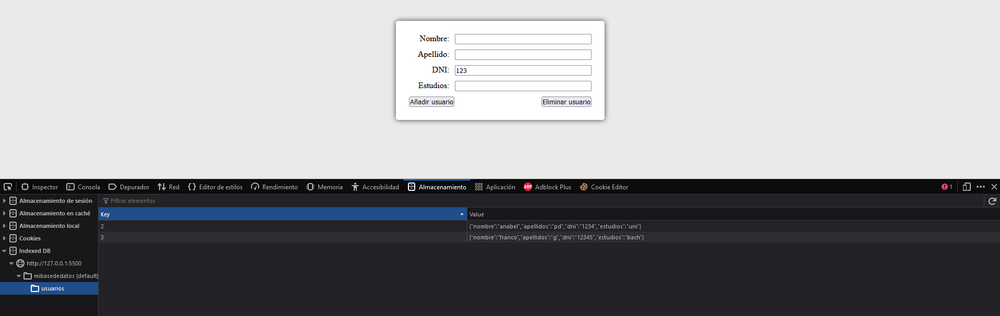 Nombre:
Apellido:
DNI: 123
Estudios:
Añadir usuario Eliminar usuario
Inspector Consola Depurador Red Editor de estilos Rendimiento Memoria Accesibilidad Almacenamiento Aplicación ABP Adblock Plus Cookie Editor 1
Almacenamiento de sesión
Almacenamiento en caché
Almacenamiento local
Cookies
Indexed DB
http://127.0.0.1:5500
mibasededatos (default)
usuarios
Filtrar elementos
Key Value
2 {"nombre":"anabel","apellidos":"pd","dni":"1234","estudios":"uni"}
3 {"nombre":"franco","apellidos":"g","dni":"12345","estudios":"bach"}